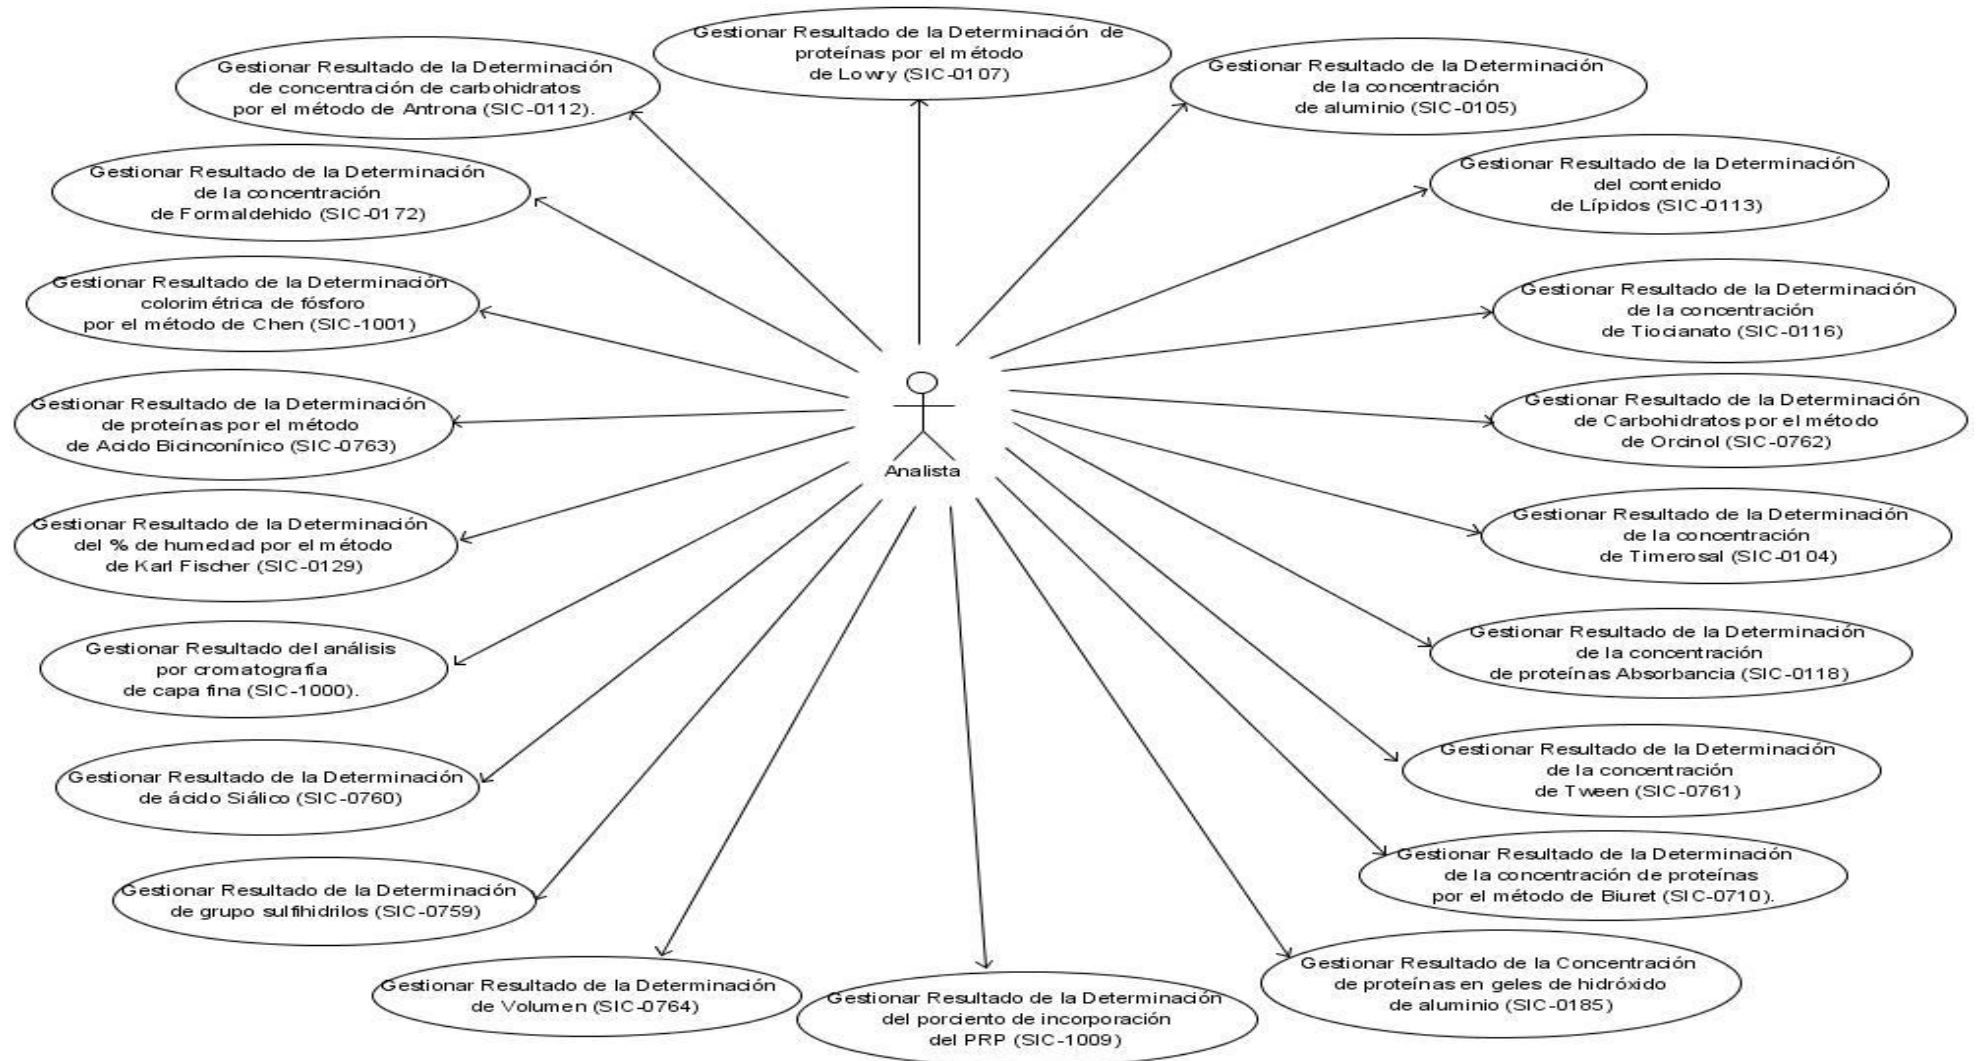 Gestionar Resultado de la Determinación de
proteínas por el método
de Lowry (SIC-0107)
Gestionar Resultado de la Determinación
de concentración de carbohidratos
por el método de Antrona (SIC-0112).
Gestionar Resultado de la Determinación
de la concentración
de aluminio (SIC-0105)
Gestionar Resultado de la Determinación
de la concentración
de Formaldehido (SIC-0172)
Gestionar Resultado de la Determinación
del contenido
de Lípidos (SIC-0113)
Gestionar Resultado de la Determinación
colorimétrica de fósforo
por el método de Chen (SIC-1001)
Gestionar Resultado de la Determinación
de la concentración
de Tiocianato (SIC-0116)
Gestionar Resultado de la Determinación
de proteínas por el método
de Acido Bicinconínico (SIC-0763)
Gestionar Resultado de la Determinación
de Carbohidratos por el método
de Orcinol (SIC-0762)
Analista
Gestionar Resultado de la Determinación
del % de humedad por el método
de Karl Fischer (SIC-0129)
Gestionar Resultado de la Determinación
de la concentración
de Timerosal (SIC-0104)
Gestionar Resultado del análisis
por cromatografía
de capa fina (SIC-1000).
Gestionar Resultado de la Determinación
de la concentración
de proteínas Absorbancia (SIC-0118)
Gestionar Resultado de la Determinación
de ácido Siálico (SIC-0760)
Gestionar Resultado de la Determinación
de la concentración
de Tween (SIC-0761)
Gestionar Resultado de la Determinación
de grupo sulfihidrilos (SIC-0759)
Gestionar Resultado de la Determinación
de la concentración de proteínas
por el método de Biuret (SIC-0710).
Gestionar Resultado de la Determinación
de Volumen (SIC-0764)
Gestionar Resultado de la Determinación
del porciento de incorporación
del PRP (SIC-1009)
Gestionar Resultado de la Concentración
de proteínas en geles de hidróxido
de aluminio (SIC-0185)